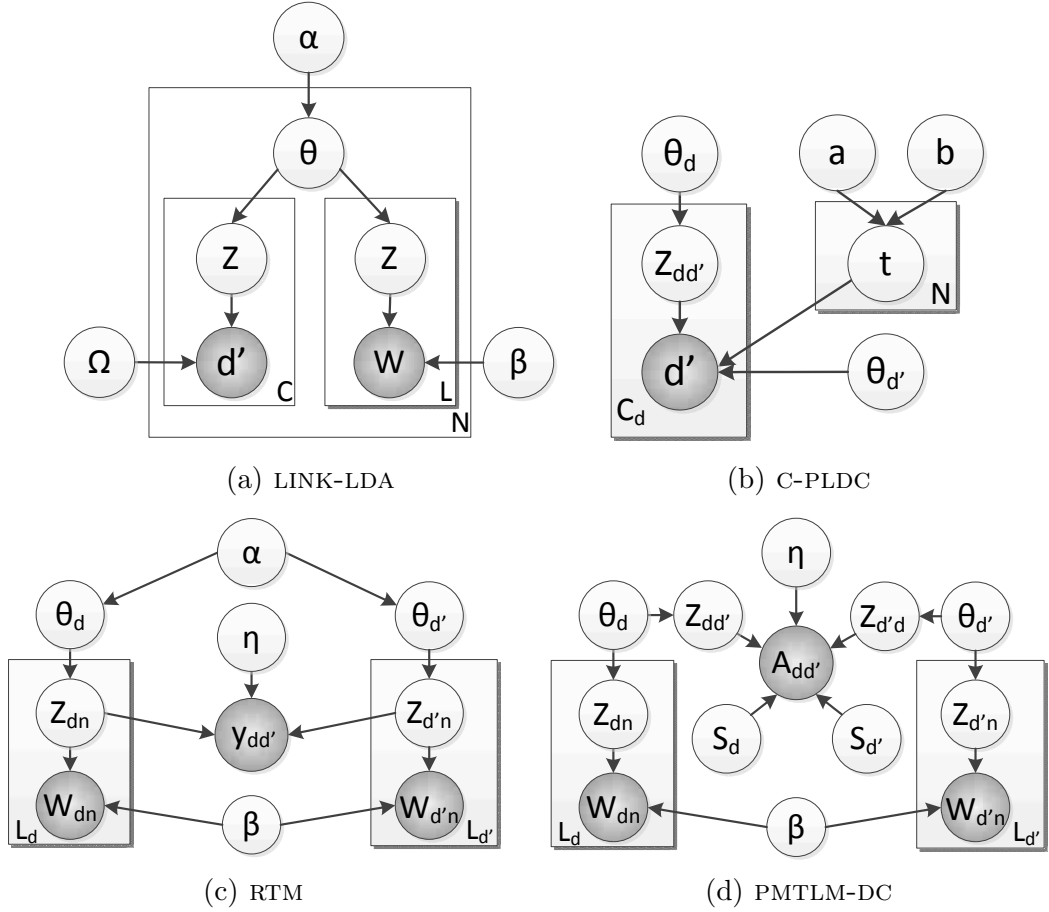 α
θ
Z Z
Ω d' W β
C L
N
(a) LINK-LDA
θd a b
Zdd' t
N
d' θd'
Cd
(b) C-PLDC
α
θd η θd'
Zdn ydd' Zd'n
Wdn β Wd'n
Ld Ld'
(c) RTM
η
θd Zdd' Zd'd θd'
Add'
Zdn Sd Sd' Zd'n
Wdn β Wd'n
Ld Ld'
(d) PMTLM-DC